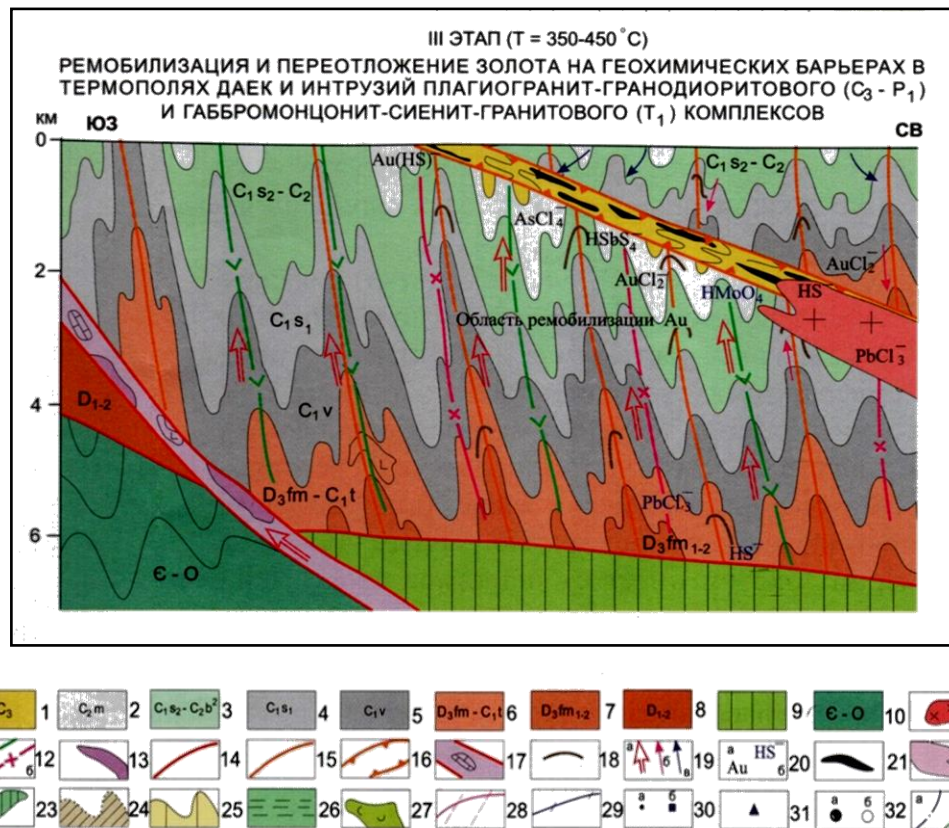 III ЭТАП (Т = 350-450°С)
РЕМОБИЛИЗАЦИЯ И ПЕРЕОТЛОЖЕНИЕ ЗОЛОТА НА ГЕОХИМИЧЕСКИХ БАРЬЕРАХ В
ТЕРМОПОЛЯХ ДАЕК И ИНТРУЗИЙ ПЛАГИОГРАНИТ-ГРАНОДИОРИТОВОГО (С₃ - Р₁)
И ГАББРОМОНЦОНИТ-СИЕНИТ-ГРАНИТОВОГО (Т₁) КОМПЛЕКСОВ
км ЮЗ СВ
0
Au(HS) C₁s₂-C₂
C₁s₂-C₂
AsCl₄⁻
HSbS₄
2
AuCl₂⁻ AuCl₂⁻
HMoO₄ HS
C₁s₁ Область ремобилизации Au
PbCl₃⁻
4
D₁₋₂ C₁v
D₃fm - C₁t PbCl₃⁻
6
D₃fm₁₋₂ HS⁻
Є - О
C₃ 1 C₂m 2 C₁s₂-C₂b² 3 C₁s₁ 4 C₁v 5 D₃fm-C₁t 6 D₃fm₁₋₂ 7 D₁₋₂ 8 9 Є - О 10
б 12 13 14 15 16 17 18 а б в 19 а Au HS⁻ б 20 21
23 24 25 26 27 28 29 а б 30 31 а б 32 а